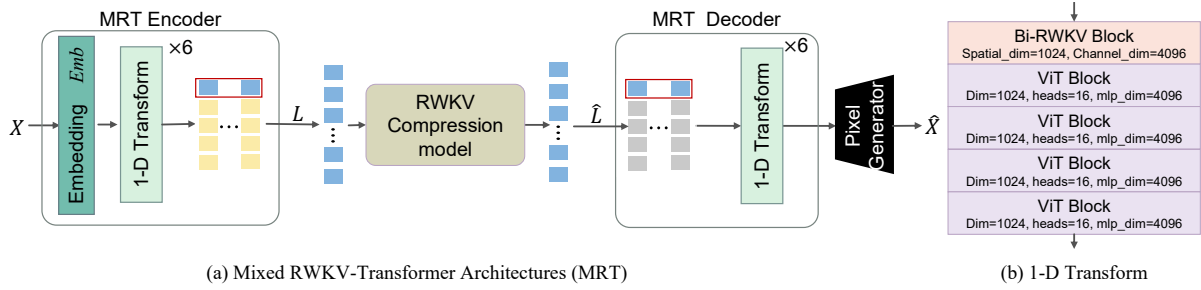 MRT Encoder
X
Embedding Emb
1-D Transform
×6
...
L
RWKV
Compression
model
L̂
MRT Decoder
...
1-D Transform
×6
Pixel
Generator
X̂
(a) Mixed RWKV-Transformer Architectures (MRT)
Bi-RWKV Block
Spatial_dim=1024, Channel_dim=4096
ViT Block
Dim=1024, heads=16, mlp_dim=4096
ViT Block
Dim=1024, heads=16, mlp_dim=4096
ViT Block
Dim=1024, heads=16, mlp_dim=4096
ViT Block
Dim=1024, heads=16, mlp_dim=4096
(b) 1-D Transform